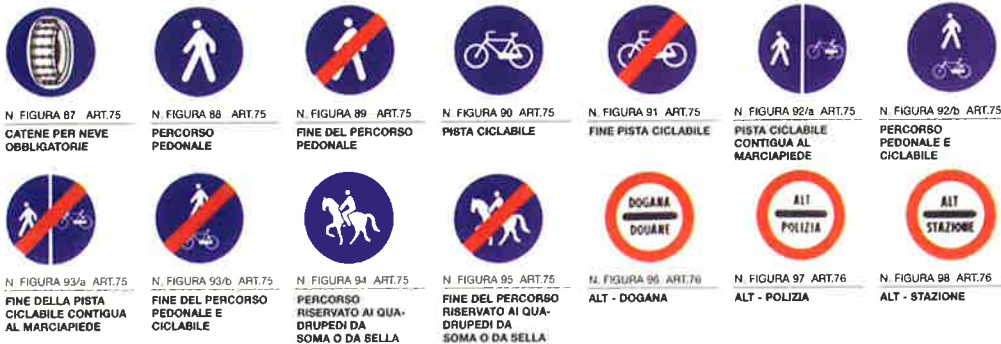 N. FIGURA 87 ART.75
CATENE PER NEVE
OBBLIGATORIE
N. FIGURA 88 ART.75
PERCORSO
PEDONALE
N. FIGURA 89 ART.75
FINE DEL PERCORSO
PEDONALE
N. FIGURA 90 ART.75
PISTA CICLABILE
N. FIGURA 91 ART.75
FINE PISTA CICLABILE
N. FIGURA 92/a ART.75
PISTA CICLABILE
CONTIGUA AL
MARCIAPIEDE
N. FIGURA 92/b ART.75
PERCORSO
PEDONALE E
CICLABILE
N. FIGURA 93/a ART.75
FINE DELLA PISTA
CICLABILE CONTIGUA
AL MARCIAPIEDE
N. FIGURA 93/b ART.75
FINE DEL PERCORSO
PEDONALE E
CICLABILE
N. FIGURA 94 ART.75
PERCORSO
RISERVATO AI QUA-
DRUPEDI DA
SOMA O DA SELLA
N. FIGURA 95 ART.75
FINE DEL PERCORSO
RISERVATO AI QUA-
DRUPEDI DA
SOMA O DA SELLA
DOGANA
DOUANE
N. FIGURA 96 ART.76
ALT - DOGANA
ALT
POLIZIA
N. FIGURA 97 ART.76
ALT - POLIZIA
ALT
STAZIONE
N. FIGURA 98 ART.76
ALT - STAZIONE